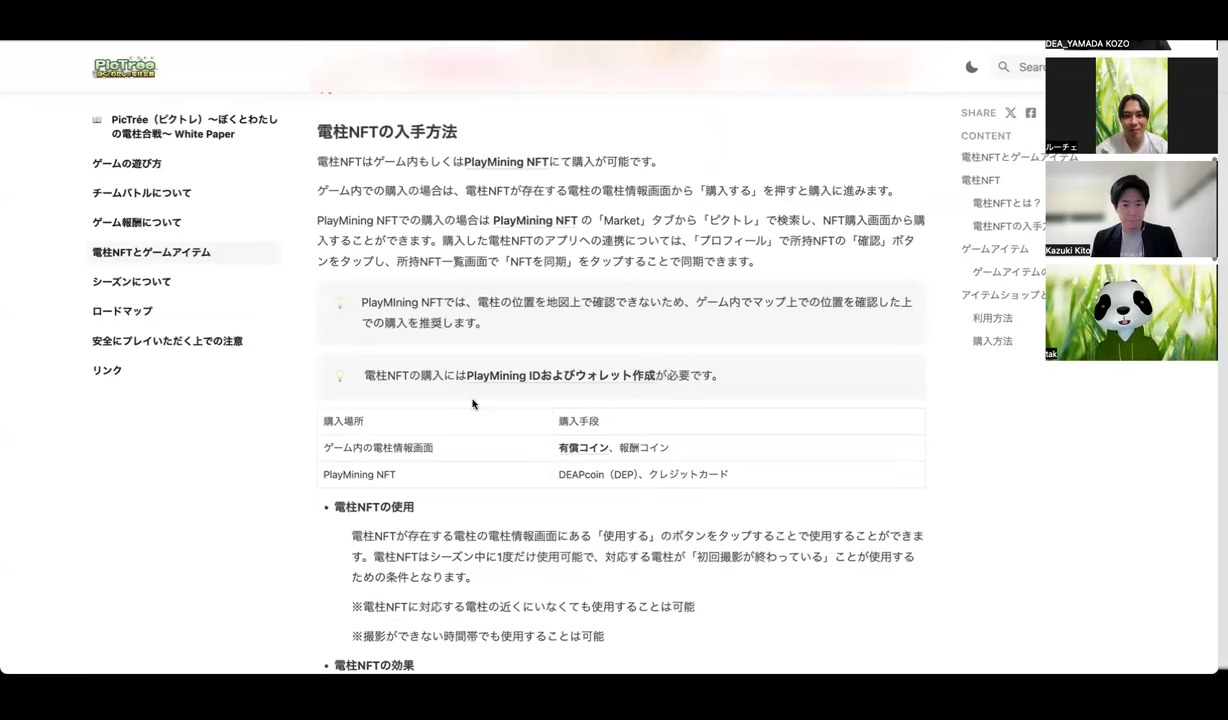 PicTrée
PicTrée（ピクトレ）〜ぼくとわたし
の電柱合戦〜 White Paper
ゲームの遊び方
チームバトルについて
ゲーム報酬について
電柱NFTとゲームアイテム
シーズンについて
ロードマップ
安全にプレイいただく上での注意
リンク
電柱NFTの入手方法
電柱NFTはゲーム内もしくはPlayMining NFTにて購入が可能です。
ゲーム内での購入の場合は、電柱NFTが存在する電柱の電柱情報画面から「購入する」を押すと購入に進みます。
PlayMining NFTでの購入の場合は PlayMining NFT の「Market」タブから「ピクトレ」で検索し、NFT購入画面から購
入することができます。購入した電柱NFTのアプリへの連携については、「プロフィール」で所持NFTの「確認」ボタ
ンをタップし、所持NFT一覧画面で「NFTを同期」をタップすることで同期できます。
PlayMIning NFTでは、電柱の位置を地図上で確認できないため、ゲーム内でマップ上での位置を確認した上
での購入を推奨します。
電柱NFTの購入にはPlayMining IDおよびウォレット作成が必要です。
購入場所 購入手段
ゲーム内の電柱情報画面 有償コイン、報酬コイン
PlayMining NFT DEAPcoin（DEP）、クレジットカード
• 電柱NFTの使用
電柱NFTが存在する電柱の電柱情報画面にある「使用する」のボタンをタップすることで使用することができま
す。電柱NFTはシーズン中に1度だけ使用可能で、対応する電柱が「初回撮影が終わっている」ことが使用する
ための条件となります。
※電柱NFTに対応する電柱の近くにいなくても使用することは可能
※撮影ができない時間帯でも使用することは可能
• 電柱NFTの効果
Sear
SHARE
CONTENT
電柱NFTとゲームアイテム
電柱NFT
電柱NFTとは？
電柱NFTの入手方
ゲームアイテム
ゲームアイテムの
アイテムショップと
利用方法
購入方法
DEA_YAMADA KOZO
ルーチェ
Kazuki Kito
tak